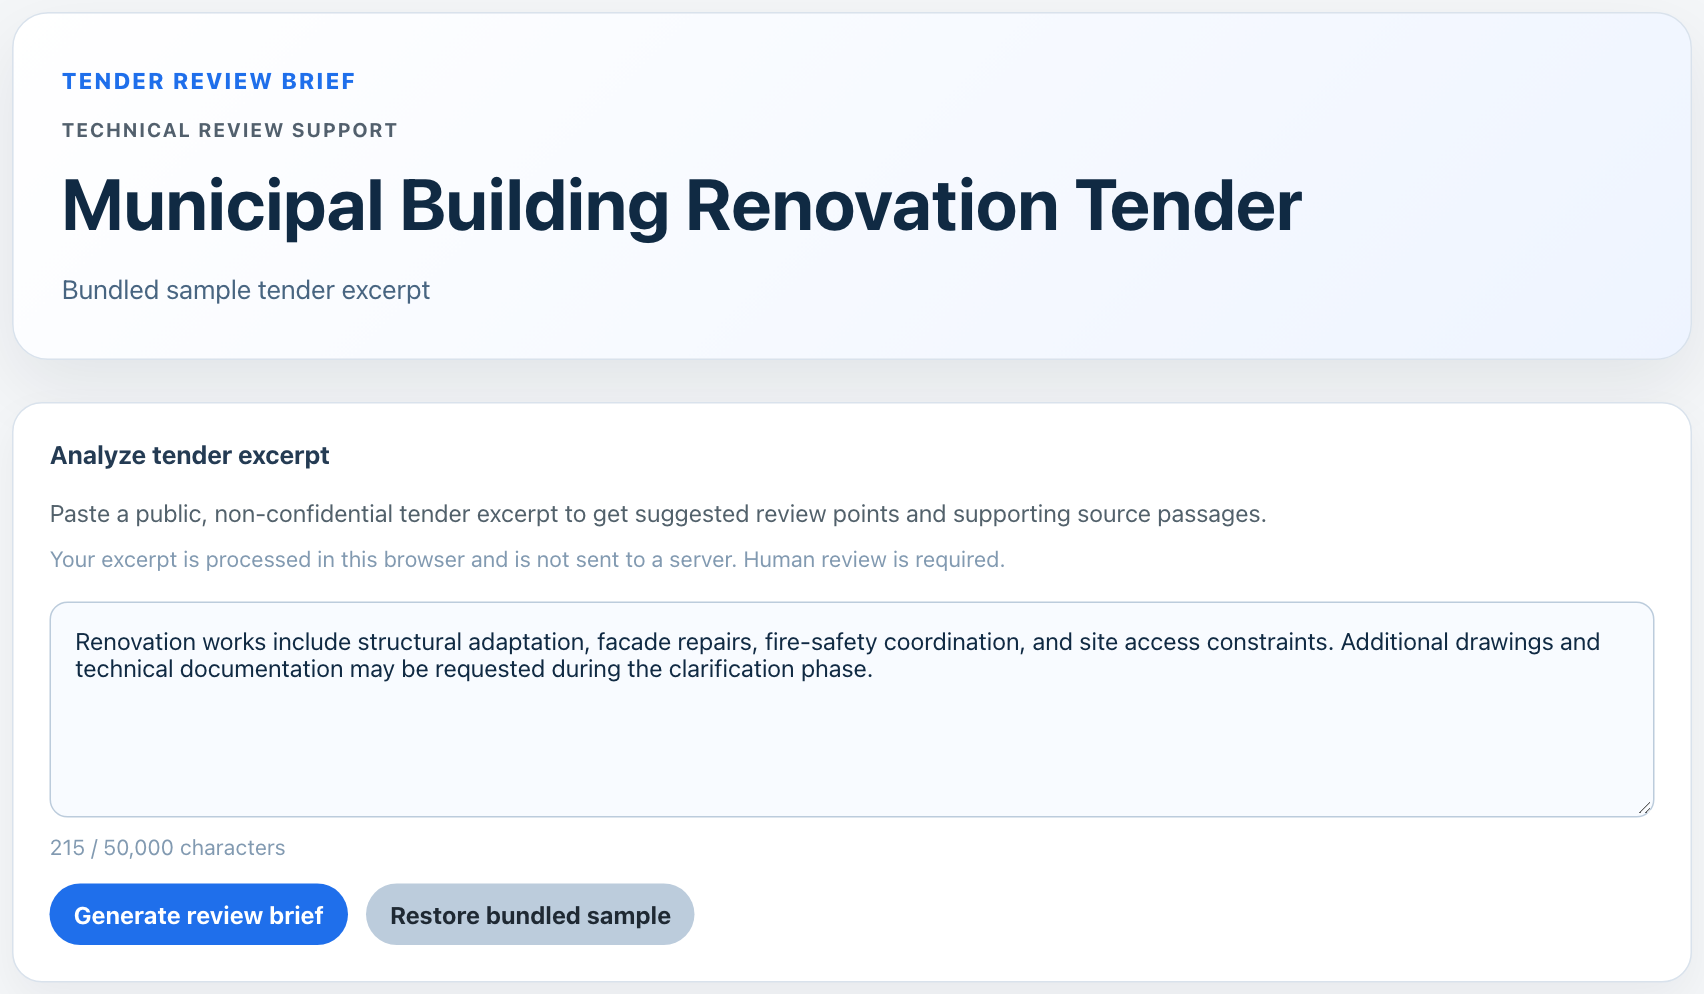 TENDER REVIEW BRIEF
TECHNICAL REVIEW SUPPORT
Municipal Building Renovation Tender
Bundled sample tender excerpt
Analyze tender excerpt
Paste a public, non-confidential tender excerpt to get suggested review points and supporting source passages.
Your excerpt is processed in this browser and is not sent to a server. Human review is required.
Renovation works include structural adaptation, facade repairs, fire-safety coordination, and site access constraints. Additional drawings and
technical documentation may be requested during the clarification phase.
215 / 50,000 characters
Generate review brief
Restore bundled sample